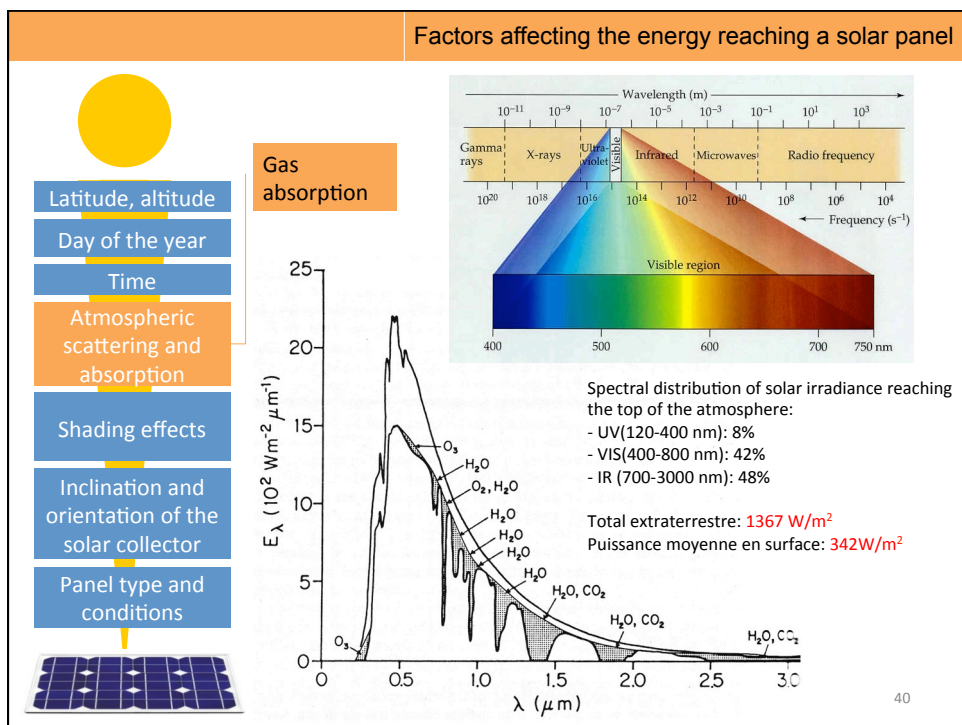 Factors affecting the energy reaching a solar panel
Latitude, altitude
Day of the year
Time
Atmospheric
scattering and
absorption
Shading effects
Inclination and
orientation of the
solar collector
Panel type and
conditions
Gas
absorption
Wavelength (m)
10⁻¹¹ 10⁻⁹ 10⁻⁷ 10⁻⁵ 10⁻³ 10⁻¹ 10¹ 10³
Gamma
rays
X-rays
Ultra-
violet
Visible
Infrared
Microwaves
Radio frequency
10²⁰ 10¹⁸ 10¹⁶ 10¹⁴ 10¹² 10¹⁰ 10⁸ 10⁶ 10⁴
Frequency (s⁻¹)
Visible region
400 500 600 700 750 nm
Spectral distribution of solar irradiance reaching
the top of the atmosphere:
- UV(120-400 nm): 8%
- VIS(400-800 nm): 42%
- IR (700-3000 nm): 48%
Total extraterrestre: 1367 W/m²
Puissance moyenne en surface: 342W/m²
E_λ (10² Wm⁻² μm⁻¹)
25
20
15
10
5
0
O₃
H₂O
O₂, H₂O
H₂O
H₂O
H₂O
H₂O
H₂O, CO₂
H₂O, CO₂
H₂O, CO₂
O₃
0 0.5 1.0 1.5 2.0 2.5 3.0
λ (μm)
40